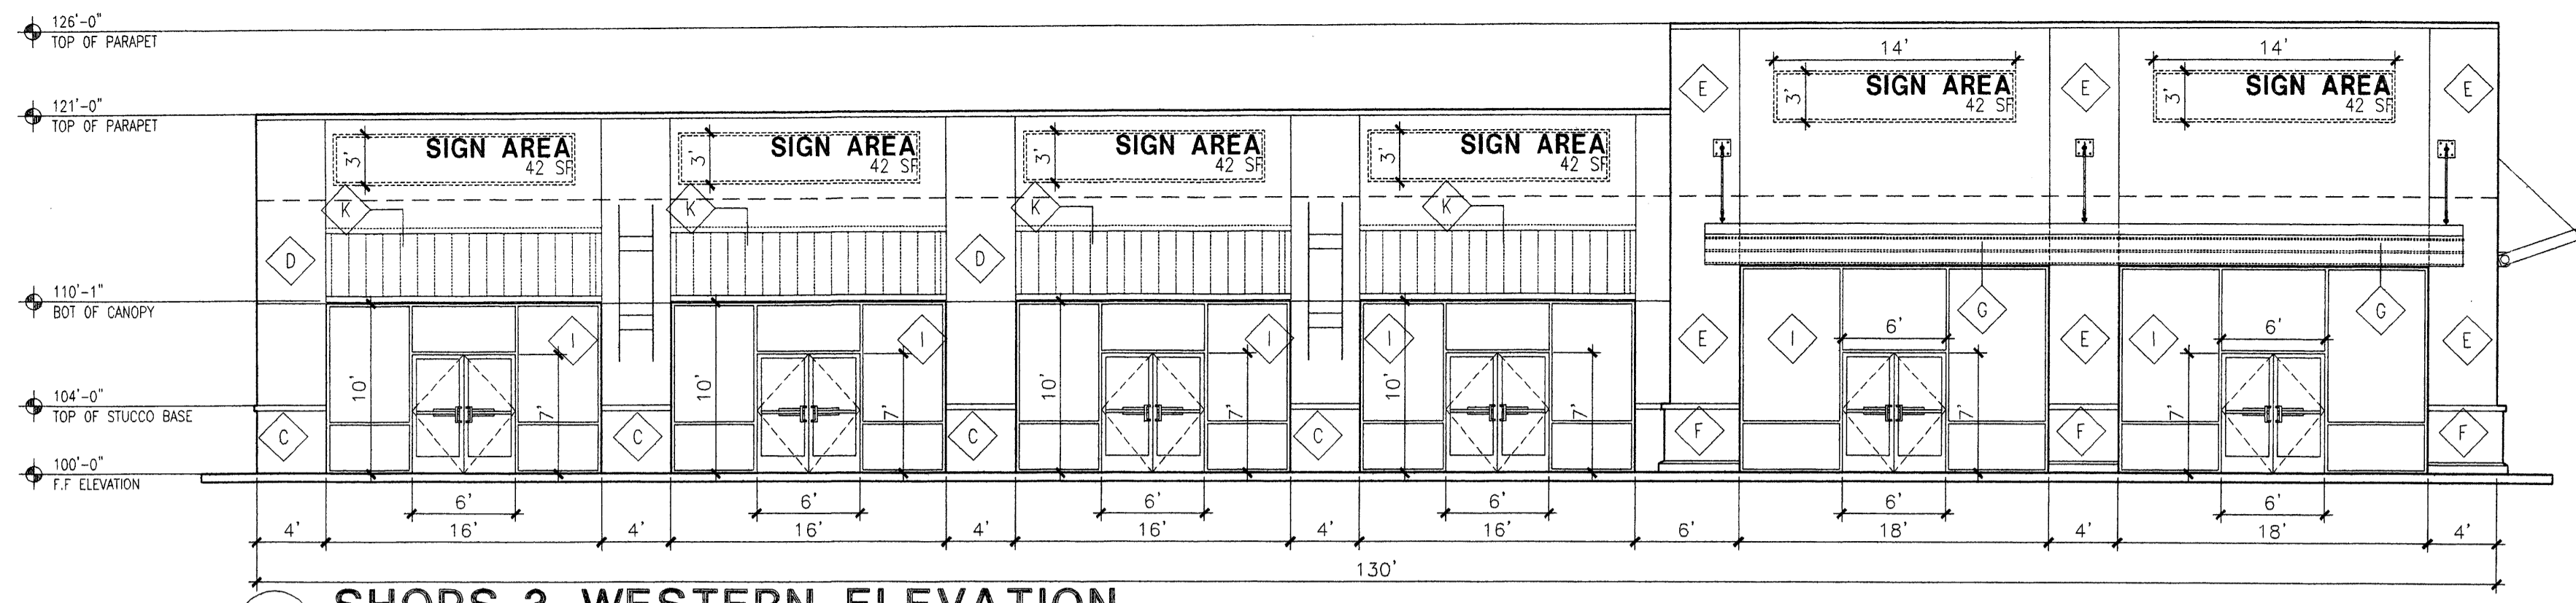 126'-0"
TOP OF PARAPET
14'
14'
E
3'
SIGN AREA
42 SF
E
3'
SIGN AREA
42 SF
E
121'-0"
TOP OF PARAPET
3'
SIGN AREA
42 SF
3'
SIGN AREA
42 SF
3'
SIGN AREA
42 SF
3'
SIGN AREA
42 SF
K
K
K
K
D
D
110'-1"
BOT OF CANOPY
G
G
I
I
I
I
E
I
6'
E
I
6'
E
10'
7'
10'
7'
10'
7'
10'
7'
7'
7'
104'-0"
TOP OF STUCCO BASE
C
C
C
C
F
F
F
100'-0"
F.F ELEVATION
6'
6'
6'
6'
6'
6'
4'
16'
4'
16'
4'
16'
4'
16'
6'
18'
4'
18'
4'
130'
SHOPS 3 WESTERN ELEVATION